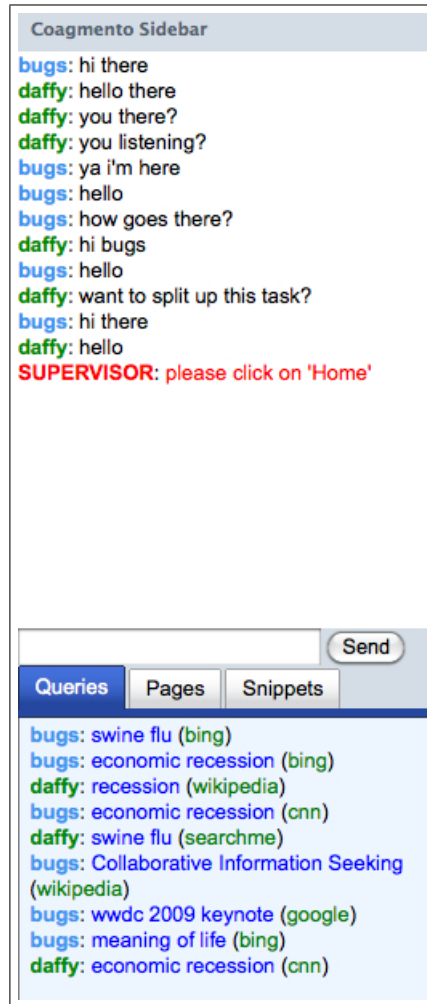 Coagmento Sidebar
bugs: hi there
daffy: hello there
daffy: you there?
daffy: you listening?
bugs: ya i'm here
bugs: hello
bugs: how goes there?
daffy: hi bugs
bugs: hello
daffy: want to split up this task?
bugs: hi there
daffy: hello
SUPERVISOR: please click on 'Home'
Send
Queries Pages Snippets
bugs: swine flu (bing)
bugs: economic recession (bing)
daffy: recession (wikipedia)
bugs: economic recession (cnn)
daffy: swine flu (searchme)
bugs: Collaborative Information Seeking
(wikipedia)
bugs: wwdc 2009 keynote (google)
bugs: meaning of life (bing)
daffy: economic recession (cnn)